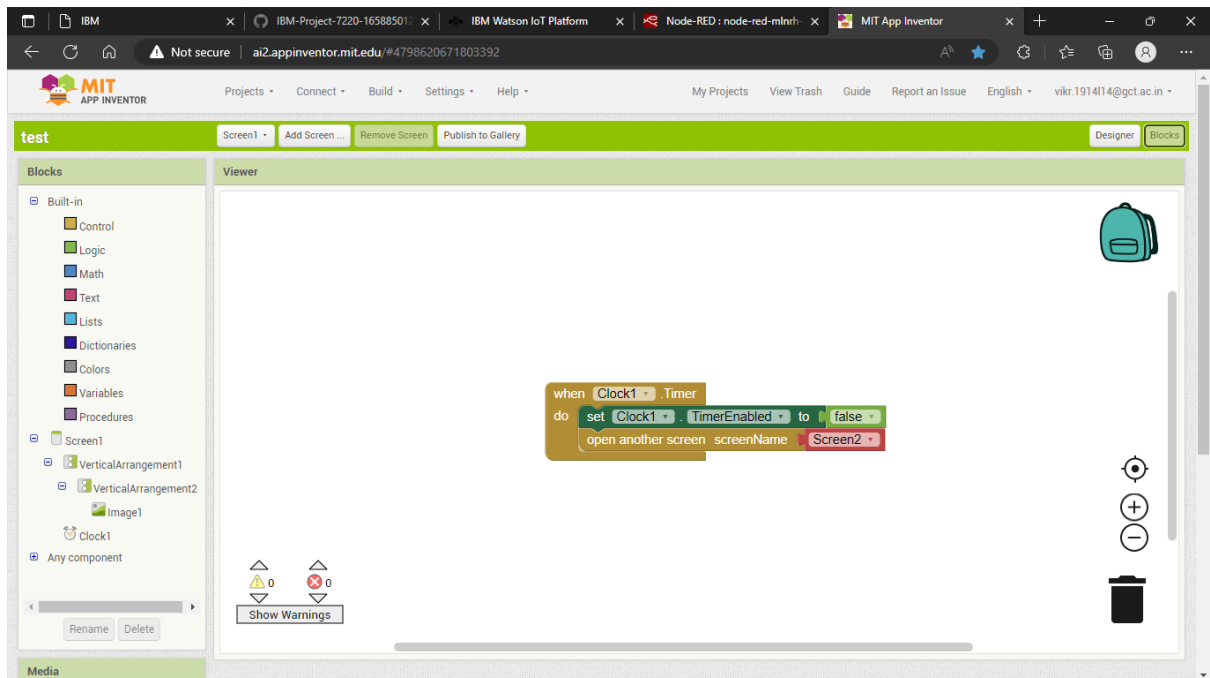 IBM
IBM-Project-7220-165885012
IBM Watson IoT Platform
Node-RED : node-red-mlnrh-
MIT App Inventor
Not secure
ai2.appinventor.mit.edu/#4798620671803392
MIT
APP INVENTOR
Projects
Connect
Build
Settings
Help
My Projects
View Trash
Guide
Report an Issue
English
vikr.1914l14@gct.ac.in
test
Screen1
Add Screen ...
Remove Screen
Publish to Gallery
Designer
Blocks
Blocks
Viewer
Built-in
Control
Logic
Math
Text
Lists
Dictionaries
Colors
Variables
Procedures
Screen1
VerticalArrangement1
VerticalArrangement2
Image1
Clock1
Any component
Rename
Delete
Media
when Clock1 .Timer
do set Clock1 . TimerEnabled to false
open another screen screenName Screen2
0
0
Show Warnings